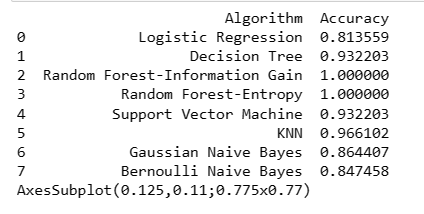 Algorithm Accuracy
0 Logistic Regression 0.813559
1 Decision Tree 0.932203
2 Random Forest-Information Gain 1.000000
3 Random Forest-Entropy 1.000000
4 Support Vector Machine 0.932203
5 KNN 0.966102
6 Gaussian Naive Bayes 0.864407
7 Bernoulli Naive Bayes 0.847458
AxesSubplot(0.125,0.11;0.775x0.77)